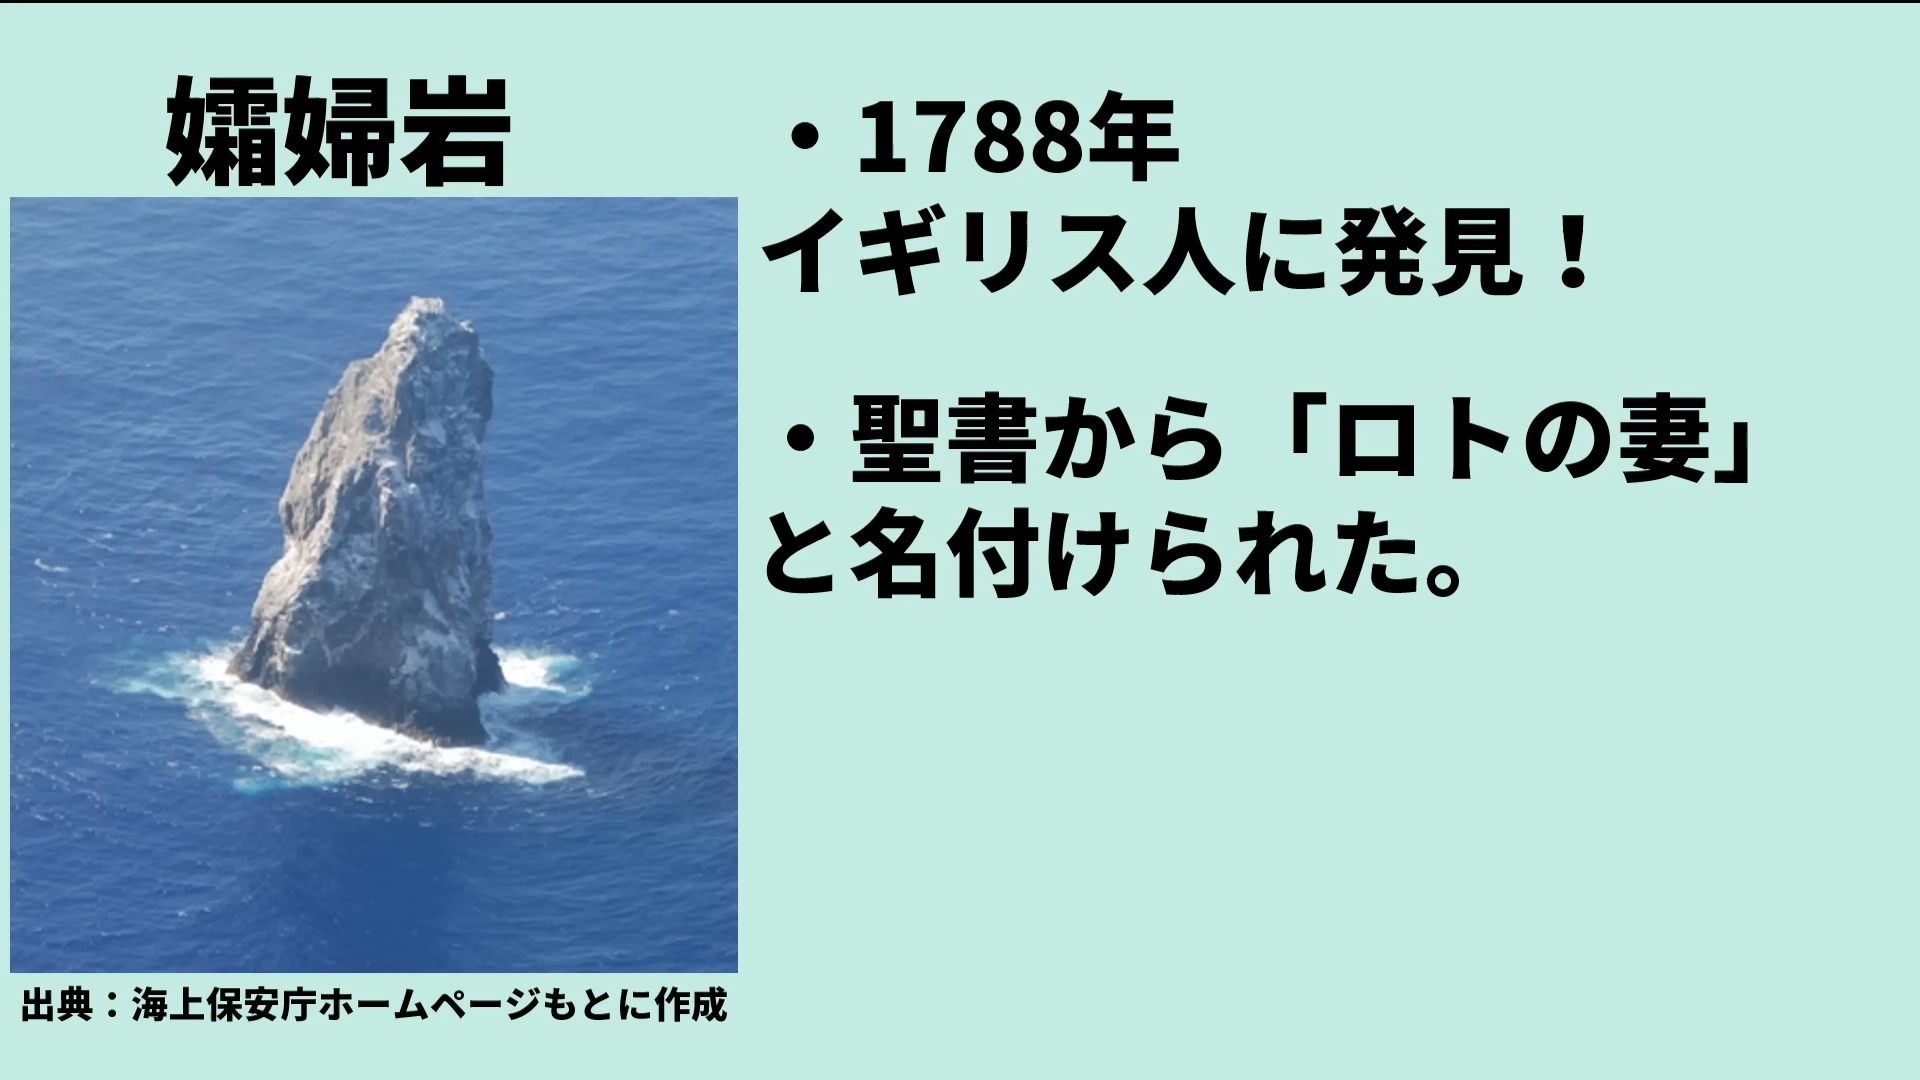 孀婦岩
・1788年
イギリス人に発見！
・聖書から「ロトの妻」
と名付けられた。
出典：海上保安庁ホームページもとに作成